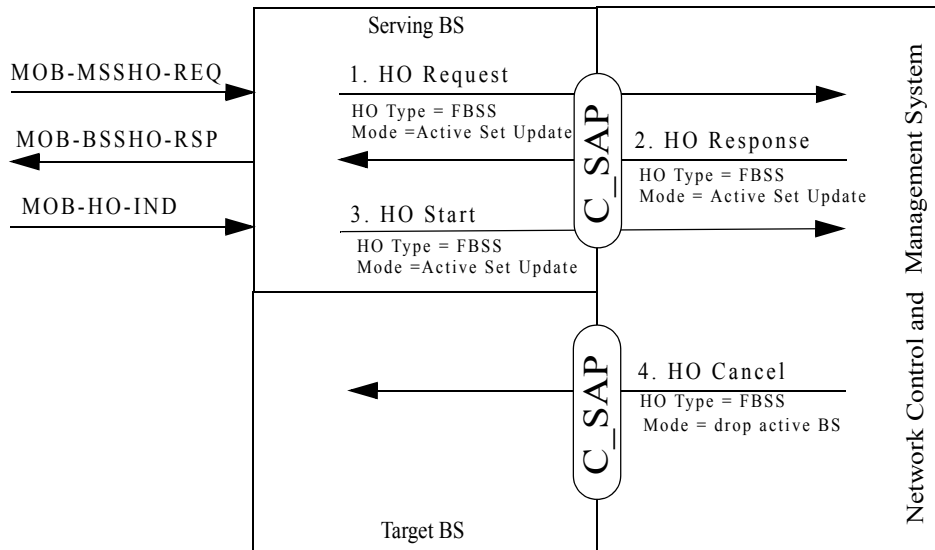 Serving BS
MOB-MSSHO-REQ
1. HO Request
HO Type = FBSS
Mode =Active Set Update
MOB-BSSHO-RSP
C_SAP
2. HO Response
HO Type = FBSS
Mode = Active Set Update
MOB-HO-IND
3. HO Start
HO Type = FBSS
Mode =Active Set Update
C_SAP
4. HO Cancel
HO Type = FBSS
Mode = drop active BS
Target BS
Network Control and Management System